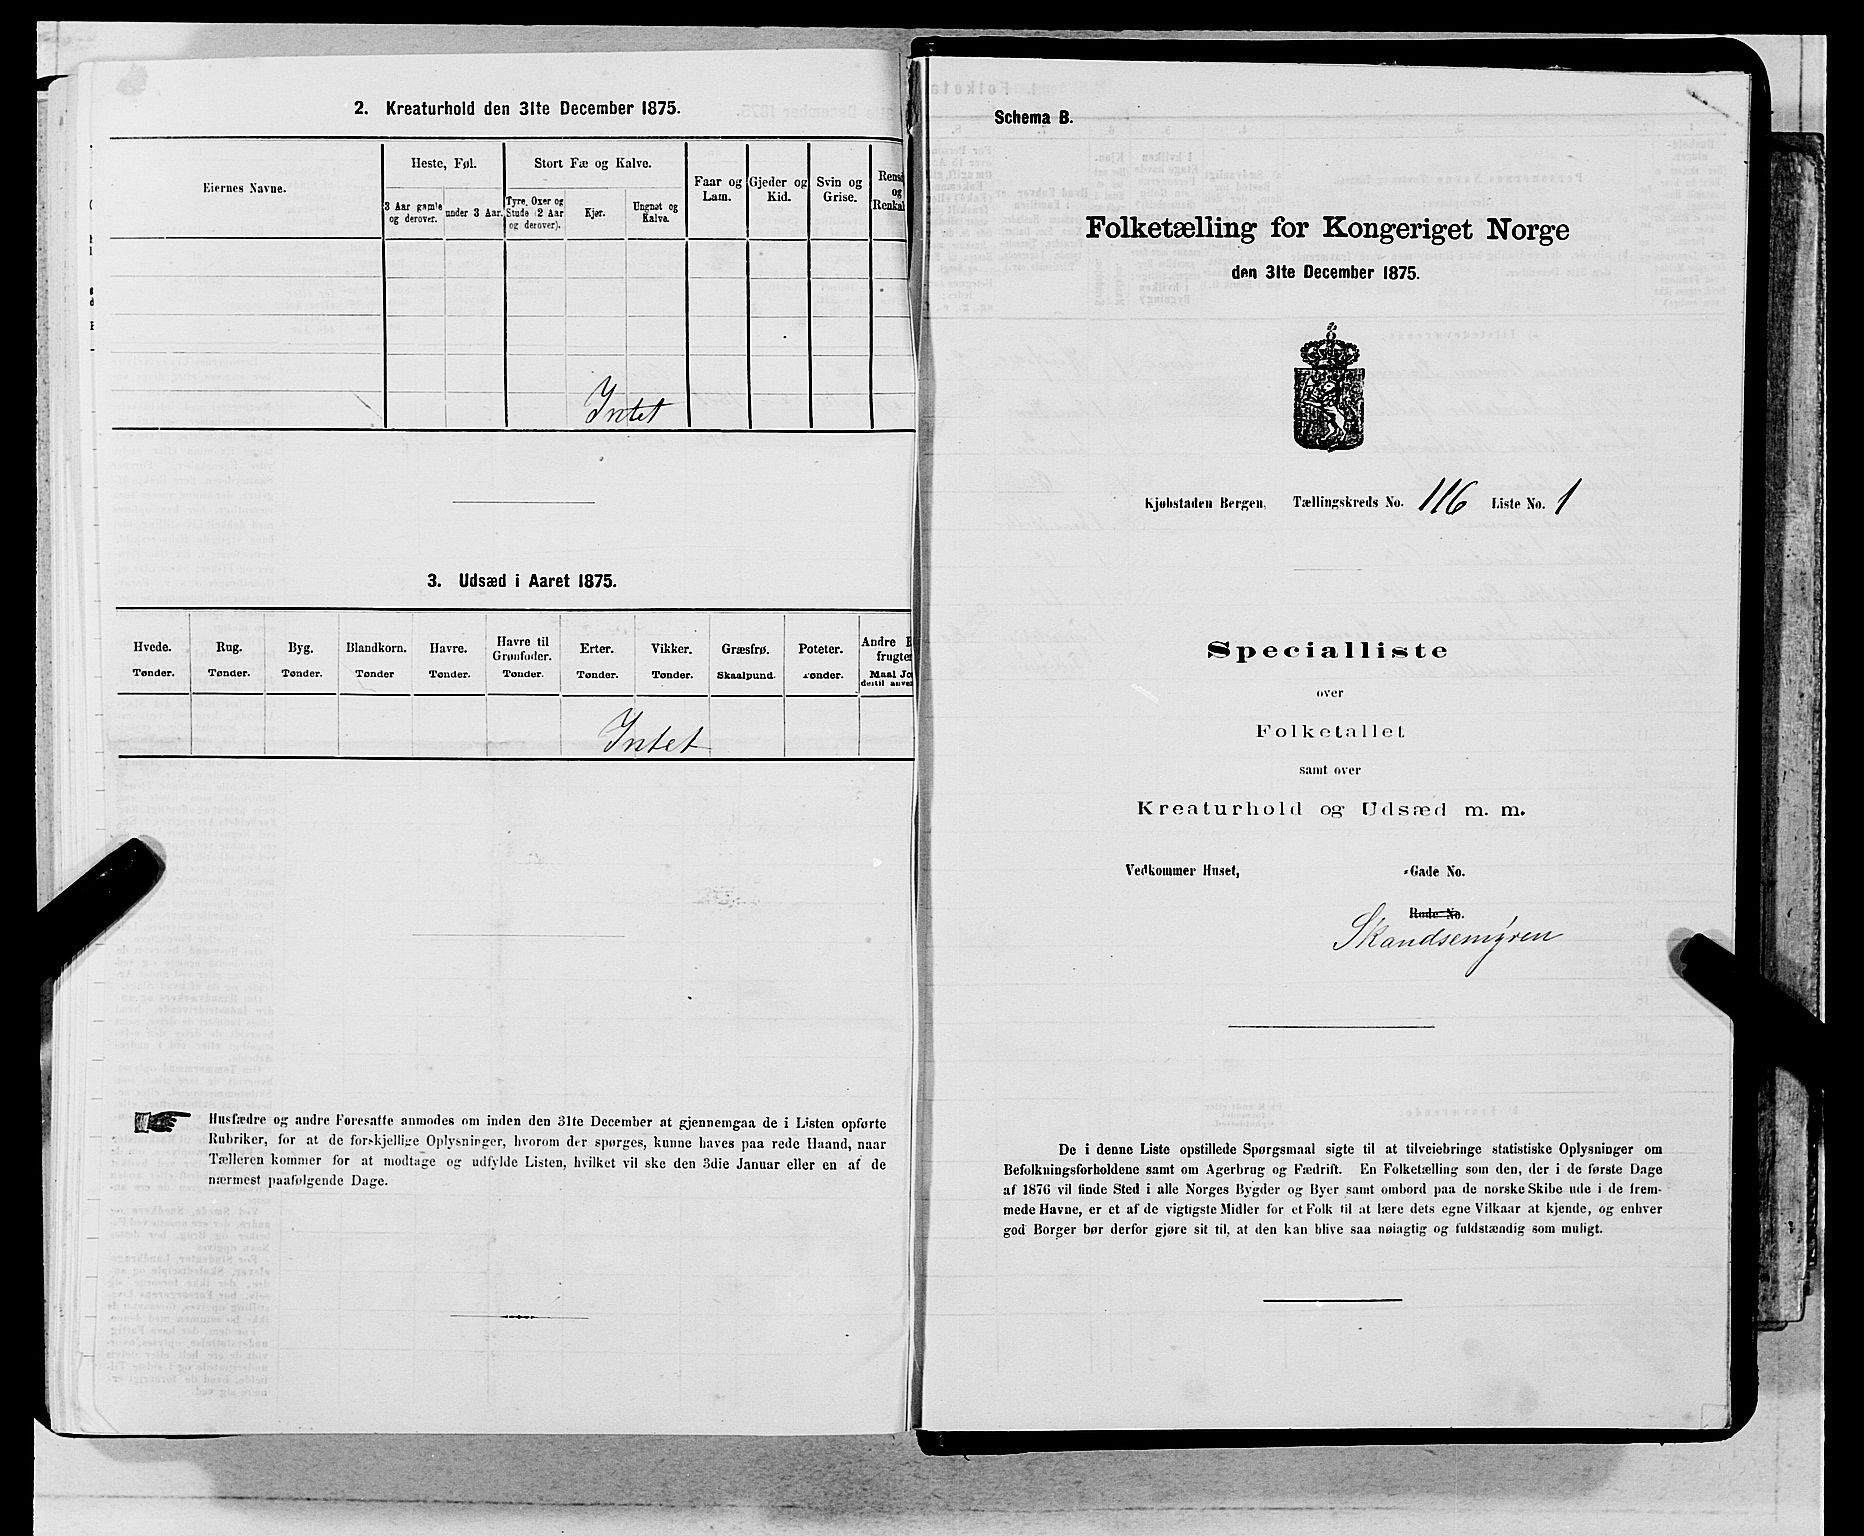 2. Kreaturhold den 31te December 1875.
Eiernes Navne.
Heste, Føl.
Stort Fæ og Kalve.
Faar og
Lam.
Gjeder og
Kid.
Svin og
Grise.
og
3 Aar gamle
og derover.
under 3 Aar.
Tyre, Oxer og
Stude (2 Aar
og derover).
Kjør.
Ungnøt og
Kalve.
Intet
3. Udsæd i Aaret 1875.
Hvede.
Tønder.
Rug.
Tønder.
Byg.
Tønder.
Blandkorn.
Tønder
Havre.
Tønder.
Havre til
Grønfoder.
Tønder.
Erter.
Tønder.
Vikker.
Tønder.
Græsfrø.
Skaalpund.
Poteter.
Tønder.
Andre
Maal
Intet
Husfædre og andre Foresatte anmodes om inden den 31te December at gjennemgaa de i Listen opførte
Rubriker, for at de forskjellige Oplysninger, hvorom der spørges, kunne haves paa rede Haand, naar
Tælleren kommer for at modtage og udfylde Listen, hvilket vil ske den 3die Januar eller en af de
nærmest paafølgende Dage.
Schema B.
Folketælling for Kongeriget Norge
den 31te December 1875.
Kjøbstaden Bergen, Tællingskreds No. 116 Liste No. 1
Specialliste
over
Folketallet
samt over
Kreaturhold og Udsæd m. m.
Vedkommer Huset, -Gade No.
Rode No.
Skandsemyren
De i denne Liste opstillede Spørgsmaal sigte til at tilveiebringe statistiske Oplysninger om
Befolkningsforholdene samt om Agerbrug og Fædrift. En Folketælling som den, der i de første Dage
af 1876 vil finde Sted i alle Norges Bygder og Byer samt ombord paa de norske Skibe ude i de frem-
mede Havne, er et af de vigtigste Midler for et Folk til at lære dets egne Vilkaar at kjende, og enhver
god Borger bør derfor gjøre sit til, at den kan blive saa nøiagtig og fuldstændig som muligt.